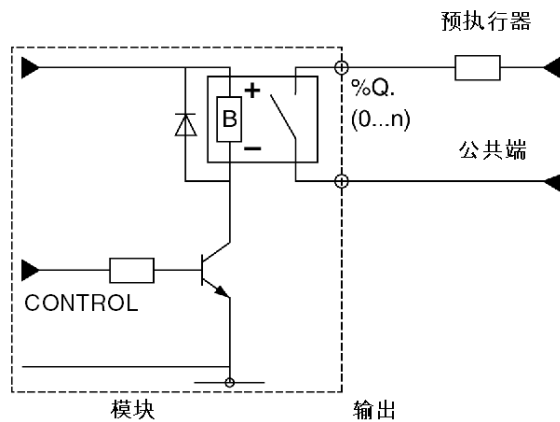 预执行器
+
B
−
%Q.
(0...n)
公共端
CONTROL
模块
输出